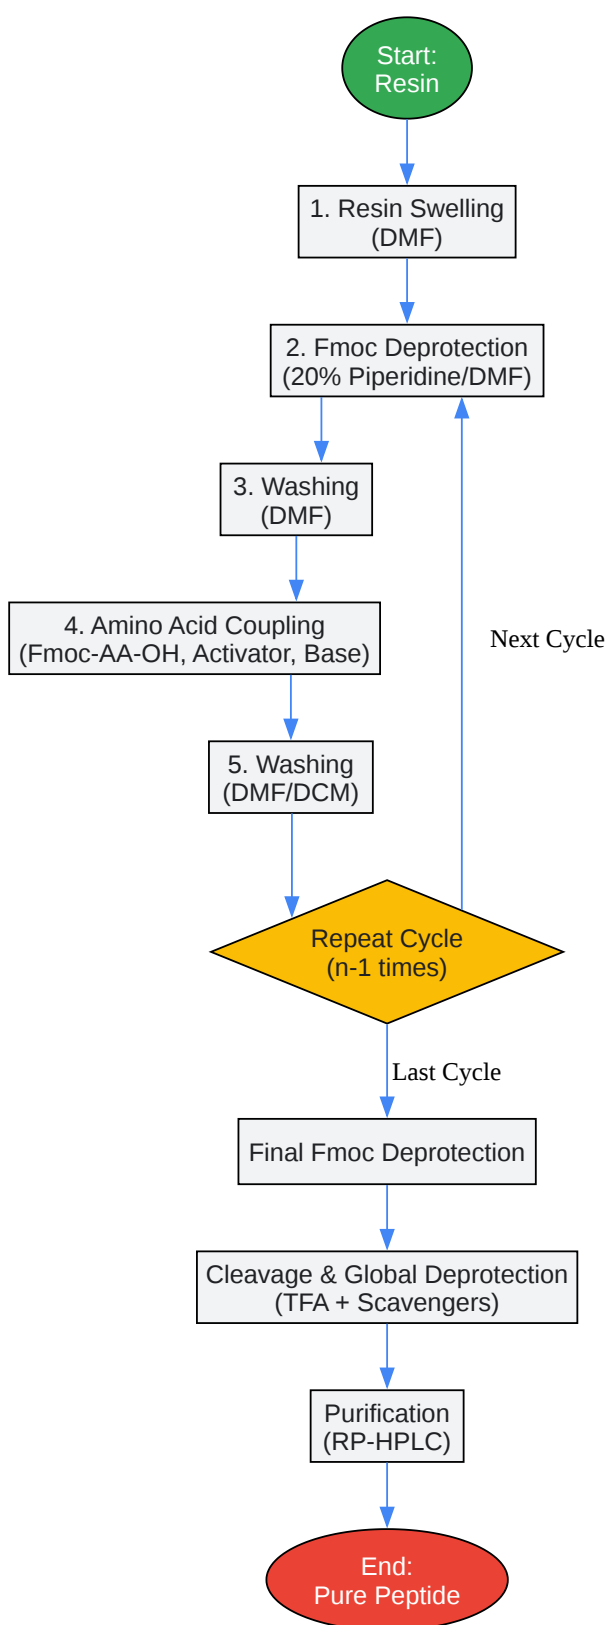 Start:
Resin
1. Resin Swelling
(DMF)
2. Fmoc Deprotection
(20% Piperidine/DMF)
3. Washing
(DMF)
4. Amino Acid Coupling
(Fmoc-AA-OH, Activator, Base)
Next Cycle
5. Washing
(DMF/DCM)
Repeat Cycle
(n-1 times)
Last Cycle
Final Fmoc Deprotection
Cleavage & Global Deprotection
(TFA + Scavengers)
Purification
(RP-HPLC)
End:
Pure Peptide